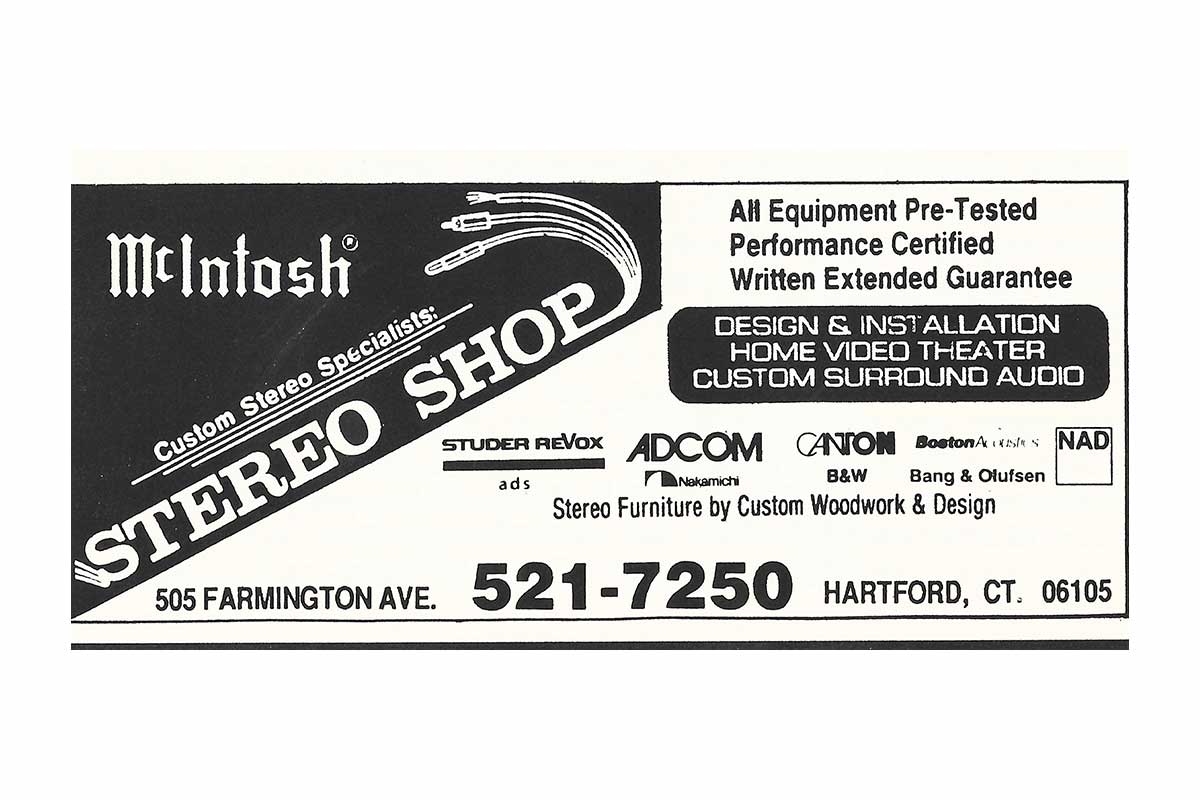 McIntosh®
Custom Stereo Specialists:
STEREO SHOP
All Equipment Pre-Tested
Performance Certified
Written Extended Guarantee
DESIGN & INSTALLATION
HOME VIDEO THEATER
CUSTOM SURROUND AUDIO
STUDER REVOX
ads
ADCOM
Nakamichi
CANTON
B&W
Boston Acoustics
Bang & Olufsen
NAD
Stereo Furniture by Custom Woodwork & Design
505 FARMINGTON AVE. 521-7250 HARTFORD, CT. 06105